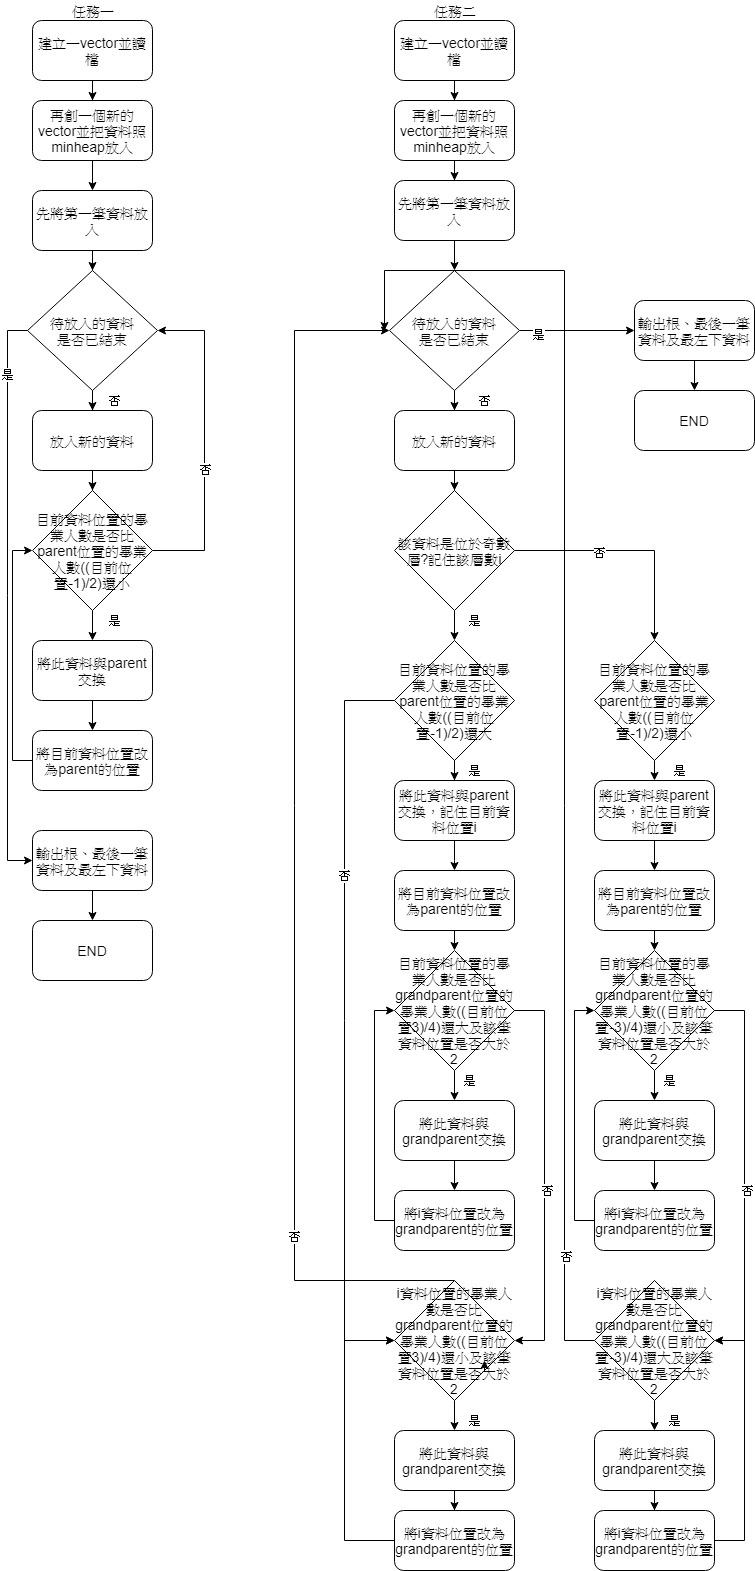 任務一
建立一vector並讀
檔
再創一個新的
vector並把資料照
minheap放入
先將第一筆資料放
入
待放入的資料
是否已結束
是
否
放入新的資料
否
目前資料位置的畢
業人數是否比
parent位置的畢業
人數((目前位
置-1)/2)還小
是
將此資料與parent
交換
將目前資料位置改
為parent的位置
輸出根、最後一筆
資料及最左下資料
END
任務二
建立一vector並讀
檔
再創一個新的
vector並把資料照
minheap放入
先將第一筆資料放
入
待放入的資料
是否已結束
是
輸出根、最後一筆
資料及最左下資料
END
否
放入新的資料
該資料是位於奇數
層?記住該層數i
否
是
目前資料位置的畢
業人數是否比
parent位置的畢業
人數((目前位
置-1)/2)還大
是
將此資料與parent
交換，記住目前資
料位置i
否
將目前資料位置改
為parent的位置
目前資料位置的畢
業人數是否比
grandparent位置的
畢業人數((目前位
置3)/4)還大及該筆
資料位置是否大於
2
是
將此資料與
grandparent交換
否
將i資料位置改為
grandparent的位置
否
i資料位置的畢業人
數是否比
grandparent位置的
畢業人數((目前位
置3)/4)還小及該筆
資料位置是否大於
2
是
將此資料與
grandparent交換
將i資料位置改為
grandparent的位置
目前資料位置的畢
業人數是否比
parent位置的畢業
人數((目前位
置-1)/2)還小
是
將此資料與parent
交換，記住目前資
料位置i
將目前資料位置改
為parent的位置
目前資料位置的畢
業人數是否比
grandparent位置的
畢業人數((目前位
置-3)/4)還小及該筆
資料位置是否大於
2
是
將此資料與
grandparent交換
否
將i資料位置改為
grandparent的位置
否
i資料位置的畢業人
數是否比
grandparent位置的
畢業人數((目前位
置-3)/4)還大及該筆
資料位置是否大於
2
是
將此資料與
grandparent交換
將i資料位置改為
grandparent的位置